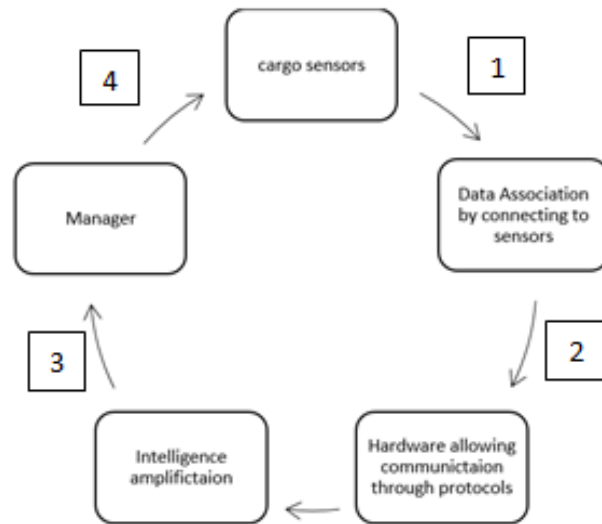 cargo sensors
1
Data Association
by connecting to
sensors
2
Hardware allowing
communictaion
through protocols
Intelligence
amplifictaion
3
Manager
4